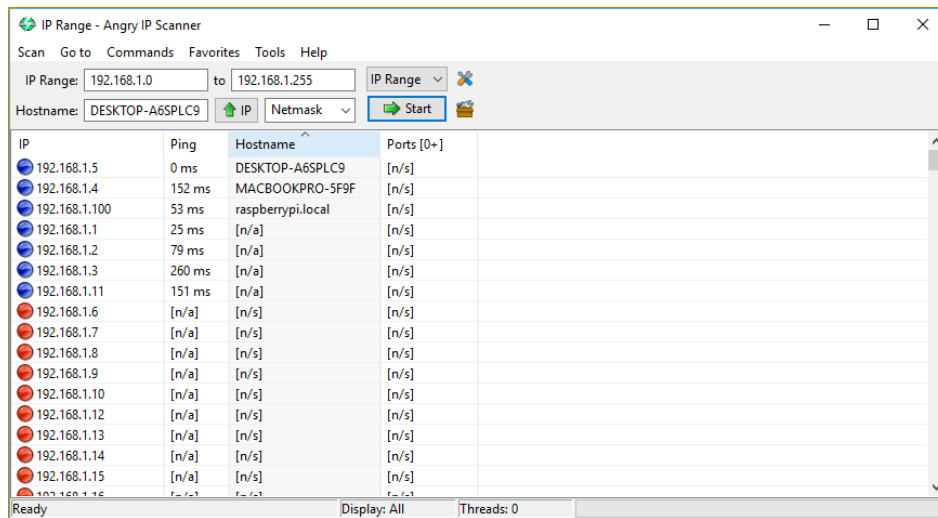 IP Range - Angry IP Scanner
Scan Go to Commands Favorites Tools Help
IP Range: 192.168.1.0 to 192.168.1.255 IP Range
Hostname: DESKTOP-A6SPLC9 IP Netmask Start
IP Ping Hostname Ports [0+]
192.168.1.5 0 ms DESKTOP-A6SPLC9 [n/s]
192.168.1.4 152 ms MACBOOKPRO-5F9F [n/s]
192.168.1.100 53 ms raspberrypi.local [n/s]
192.168.1.1 25 ms [n/a] [n/s]
192.168.1.2 79 ms [n/a] [n/s]
192.168.1.3 260 ms [n/a] [n/s]
192.168.1.11 151 ms [n/a] [n/s]
192.168.1.6 [n/a] [n/s] [n/s]
192.168.1.7 [n/a] [n/s] [n/s]
192.168.1.8 [n/a] [n/s] [n/s]
192.168.1.9 [n/a] [n/s] [n/s]
192.168.1.10 [n/a] [n/s] [n/s]
192.168.1.12 [n/a] [n/s] [n/s]
192.168.1.13 [n/a] [n/s] [n/s]
192.168.1.14 [n/a] [n/s] [n/s]
192.168.1.15 [n/a] [n/s] [n/s]
Ready Display: All Threads: 0